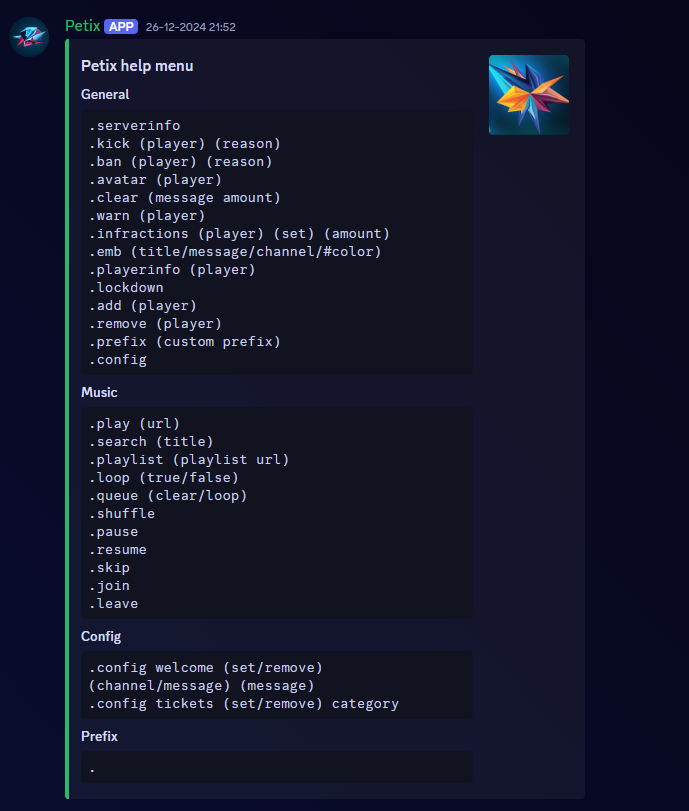 Petix APP 26-12-2024 21:52
Petix help menu
General
.serverinfo
.kick (player) (reason)
.ban (player) (reason)
.avatar (player)
.clear (message amount)
.warn (player)
.infractions (player) (set) (amount)
.emb (title/message/channel/#color)
.playerinfo (player)
.lockdown
.add (player)
.remove (player)
.prefix (custom prefix)
.config
Music
.play (url)
.search (title)
.playlist (playlist url)
.loop (true/false)
.queue (clear/loop)
.shuffle
.pause
.resume
.skip
.join
.leave
Config
.config welcome (set/remove)
(channel/message) (message)
.config tickets (set/remove) category
Prefix
.